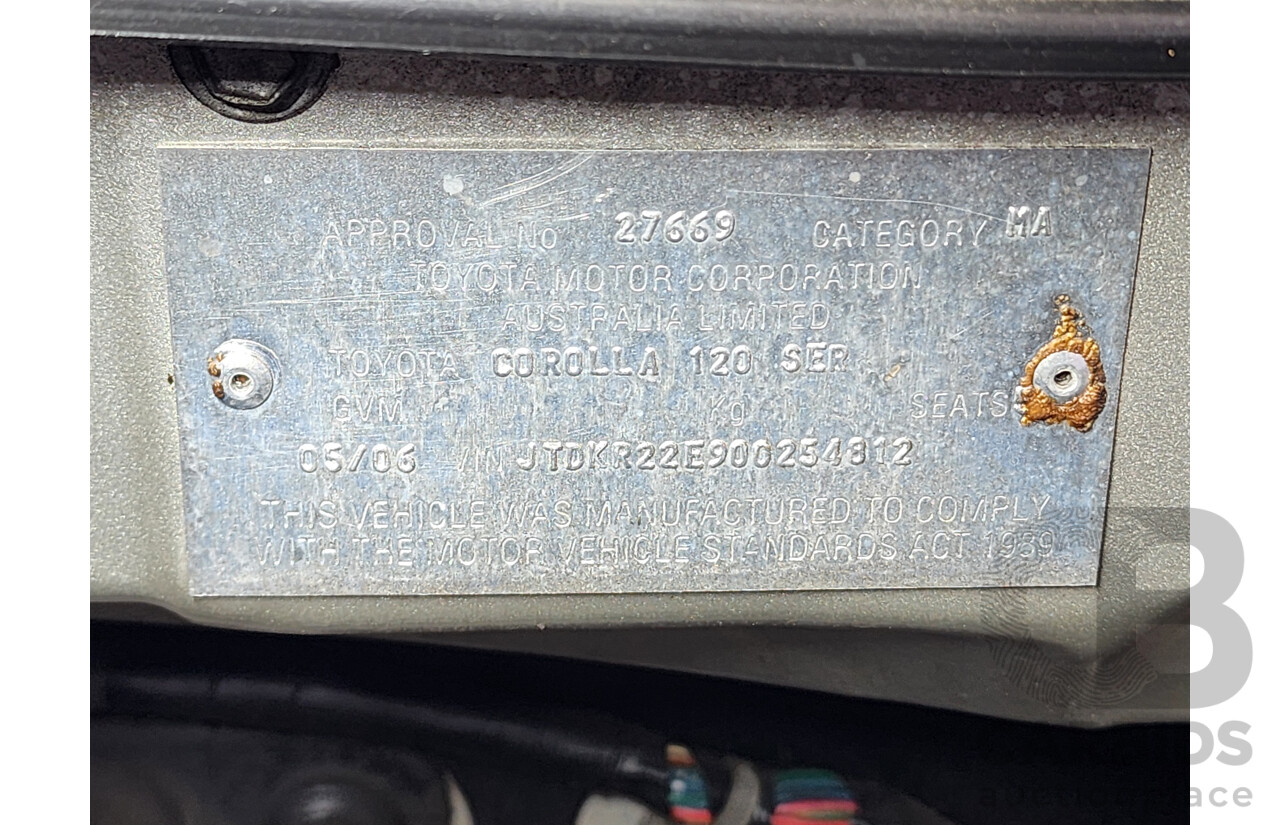 APPROVAL No 27669 CATEGORY MA
TOYOTA MOTOR CORPORATION
AUSTRALIA LIMITED
TOYOTA COROLLA 120 SER
GVM Kg SEATS
05/06 VIN JTDKR22E900254812
THIS VEHICLE WAS MANUFACTURED TO COMPLY
WITH THE MOTOR VEHICLE STANDARDS ACT 1989